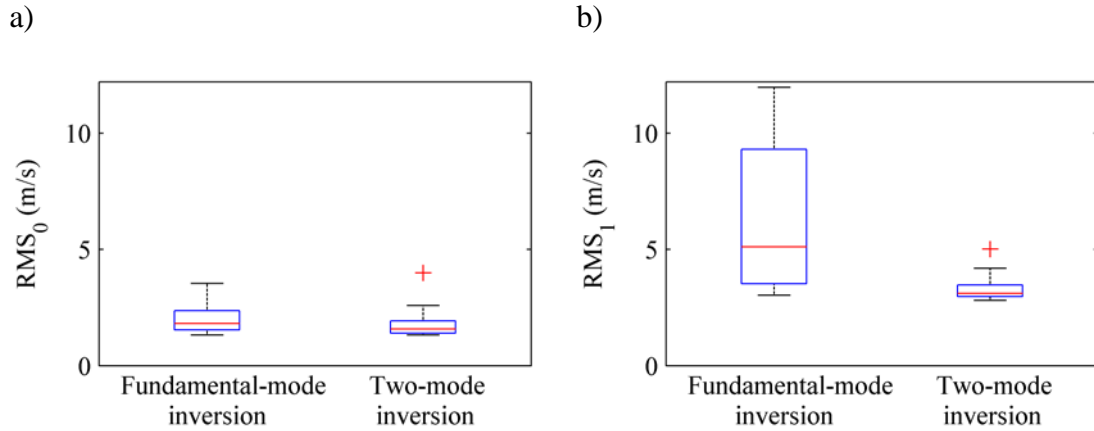 a)
RMS0 (m/s)
10
5
0
Fundamental-mode
inversion
Two-mode
inversion
b)
RMS1 (m/s)
10
5
0
Fundamental-mode
inversion
Two-mode
inversion